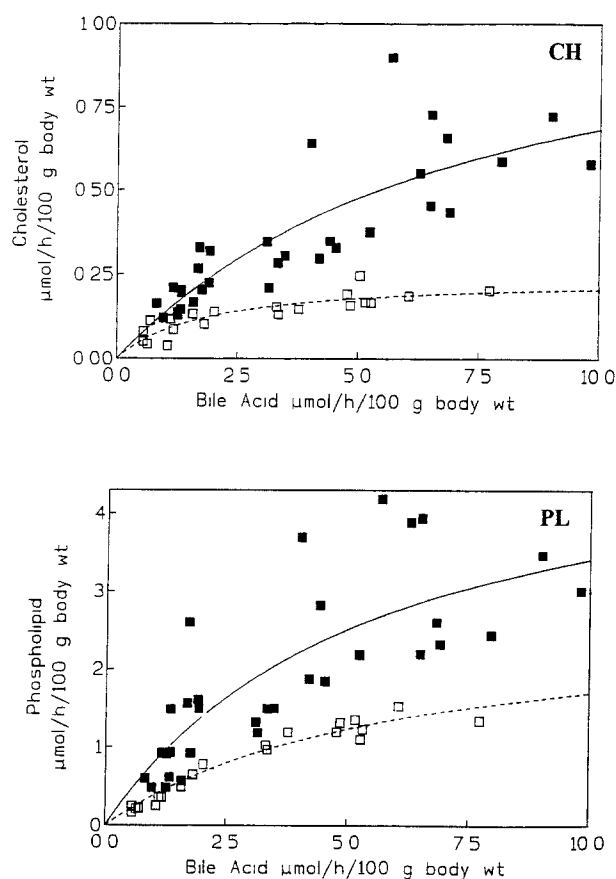 1 00
0 75
0 50
0 25
0 00
Cholesterol
μmol/h/100 g body wt
CH
0 0 2 5 5 0 7 5 10 0
Bile Acid μmol/h/100 g body wt
4
3
2
1
0
Phospholipid
μmol/h/100 g body wt
PL
0 0 2 5 5 0 7 5 10 0
Bile Acid μmol/h/100 g body wt